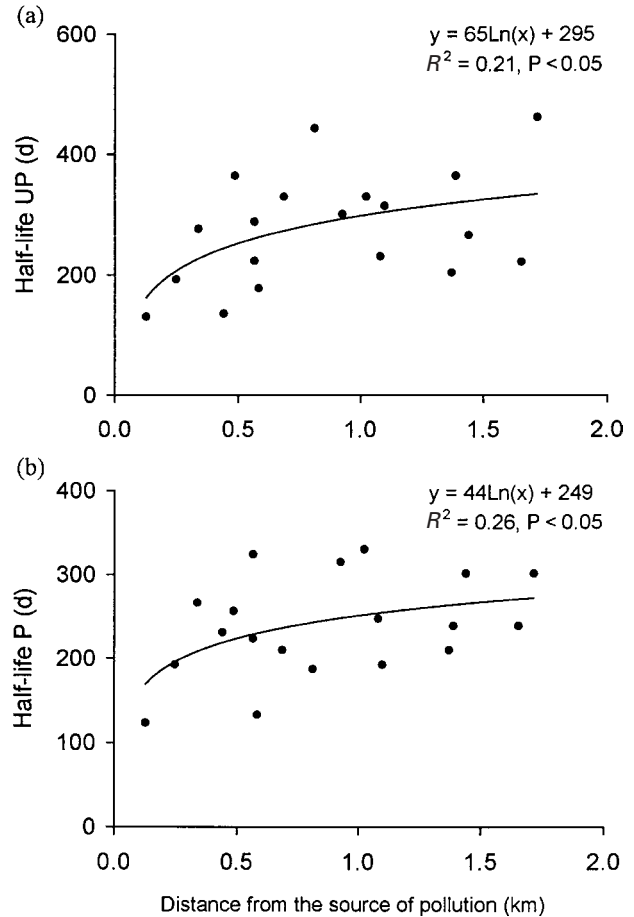 (a)
y = 65Ln(x) + 295
R² = 0.21, P < 0.05
Half-life UP (d)
600
400
200
0
0.0 0.5 1.0 1.5 2.0
(b)
y = 44Ln(x) + 249
R² = 0.26, P < 0.05
Half-life P (d)
400
300
200
100
0
0.0 0.5 1.0 1.5 2.0
Distance from the source of pollution (km)